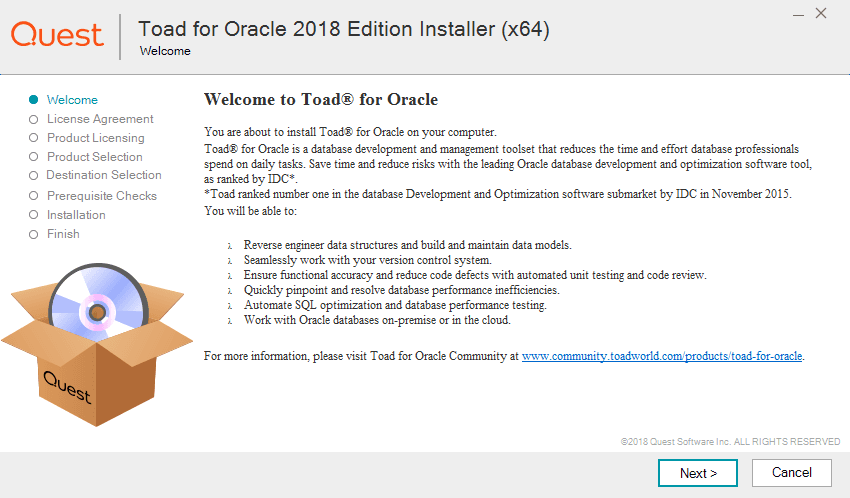 Quest
Toad for Oracle 2018 Edition Installer (x64)
Welcome
Welcome
License Agreement
Product Licensing
Product Selection
Destination Selection
Prerequisite Checks
Installation
Finish
Quest
Welcome to Toad® for Oracle
You are about to install Toad® for Oracle on your computer.
Toad® for Oracle is a database development and management toolset that reduces the time and effort database professionals
spend on daily tasks. Save time and reduce risks with the leading Oracle database development and optimization software tool,
as ranked by IDC*.
*Toad ranked number one in the database Development and Optimization software submarket by IDC in November 2015.
You will be able to:
Reverse engineer data structures and build and maintain data models.
Seamlessly work with your version control system.
Ensure functional accuracy and reduce code defects with automated unit testing and code review.
Quickly pinpoint and resolve database performance inefficiencies.
Automate SQL optimization and database performance testing.
Work with Oracle databases on-premise or in the cloud.
For more information, please visit Toad for Oracle Community at www.community.toadworld.com/products/toad-for-oracle.
©2018 Quest Software Inc. ALL RIGHTS RESERVED
Next >
Cancel